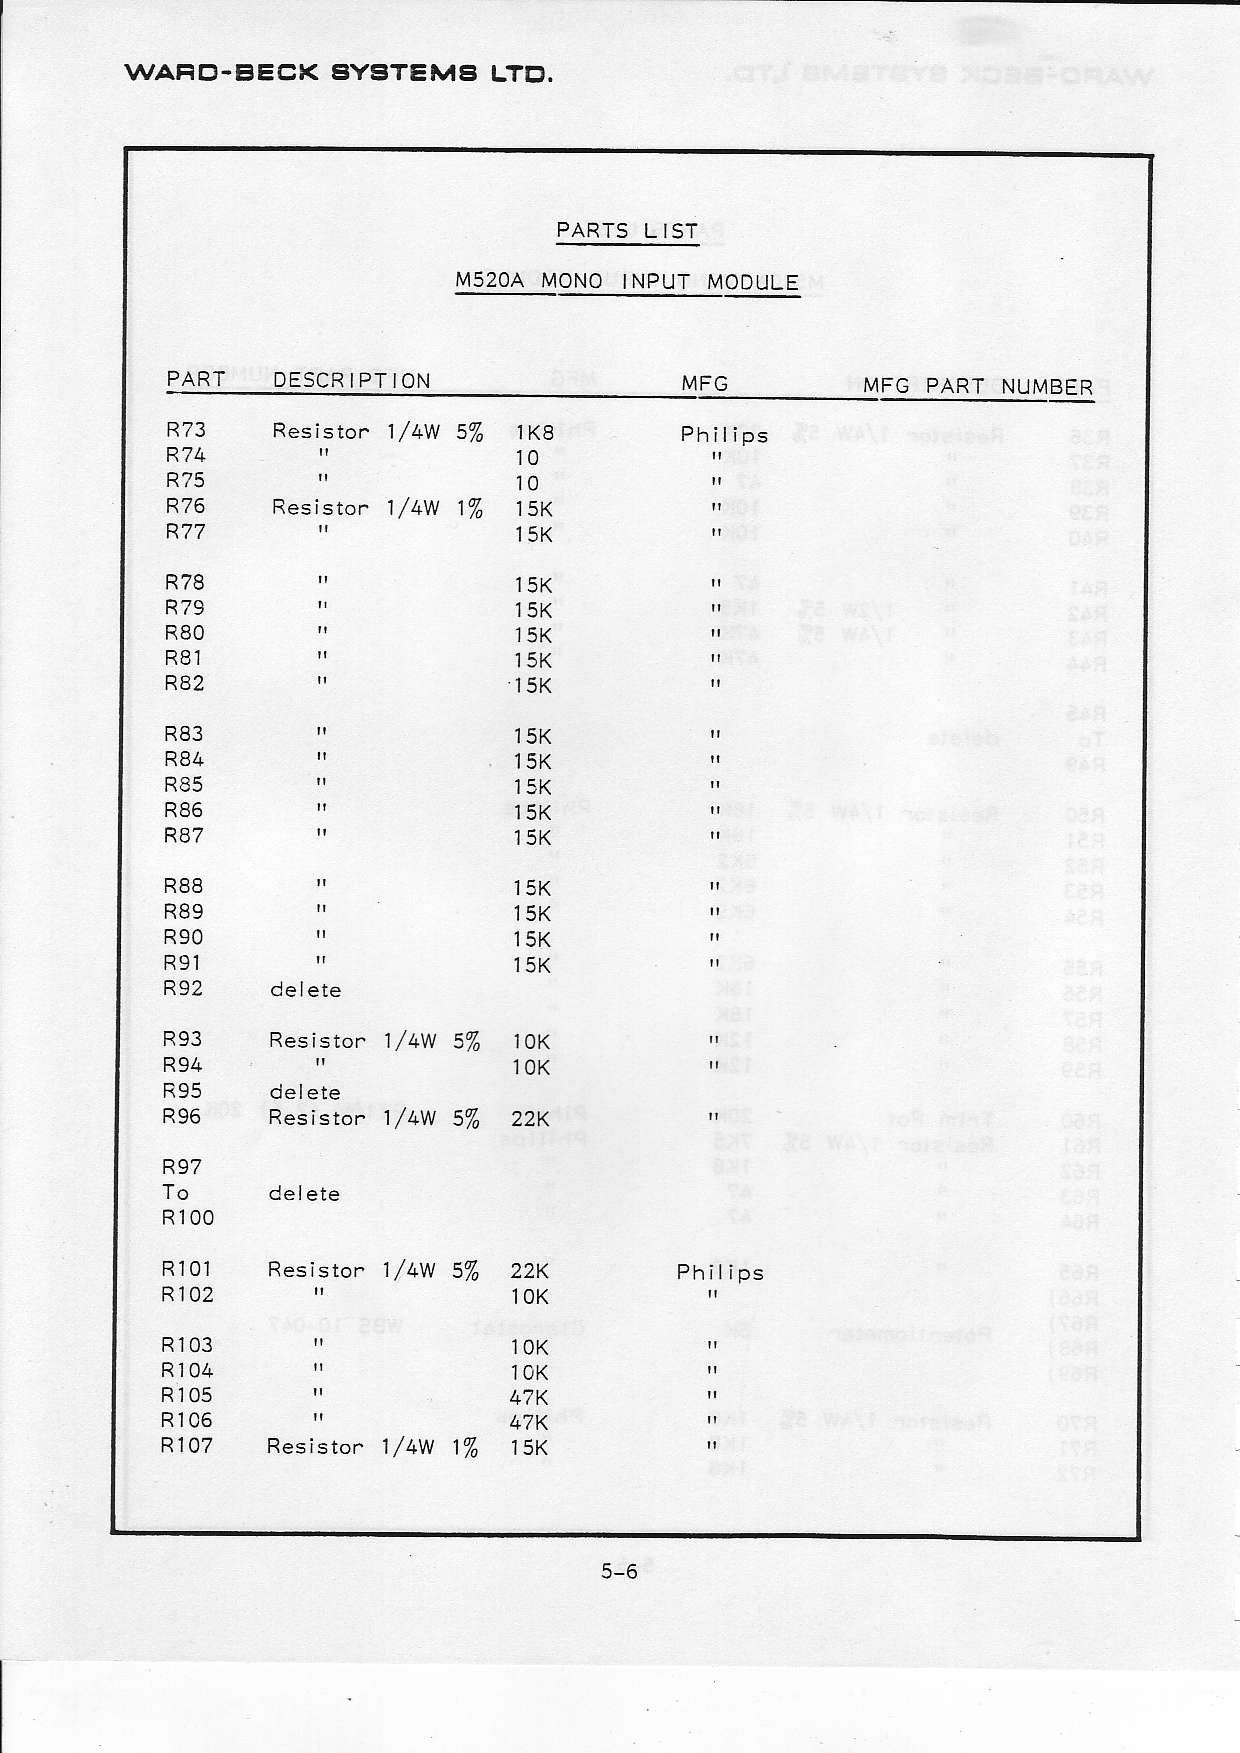 WARD-BECK SYSTEMS LTD.
PARTS LIST
M520A MONO INPUT MODULE
PART DESCRIPTION MFG MFG PART NUMBER
R73 Resistor 1/4W 5% 1K8 Philips
R74 " 10 "
R75 " 10 "
R76 Resistor 1/4W 1% 15K "
R77 " 15K "
R78 " 15K "
R79 " 15K "
R80 " 15K "
R81 " 15K "
R82 " 15K "
R83 " 15K "
R84 " 15K "
R85 " 15K "
R86 " 15K "
R87 " 15K "
R88 " 15K "
R89 " 15K "
R90 " 15K "
R91 " 15K "
R92 delete
R93 Resistor 1/4W 5% 10K "
R94 " 10K "
R95 delete
R96 Resistor 1/4W 5% 22K "
R97
To delete
R100
R101 Resistor 1/4W 5% 22K Philips
R102 " 10K "
R103 " 10K "
R104 " 10K "
R105 " 47K "
R106 " 47K "
R107 Resistor 1/4W 1% 15K "
5-6